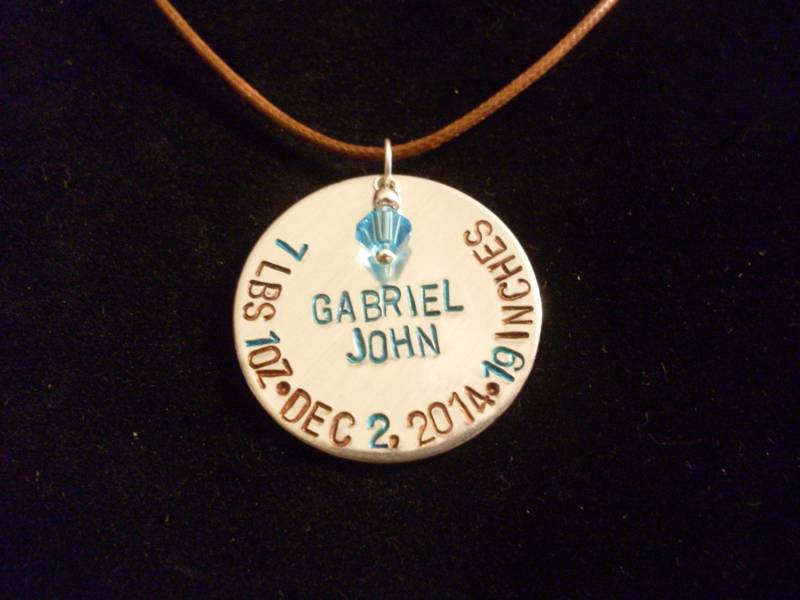 GABRIEL
JOHN
7 LBS 1OZ•DEC 2, 2014•19 INCHES